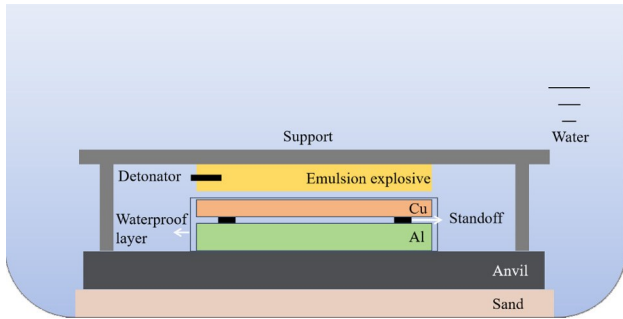 Support
Water
Detonator
Emulsion explosive
Cu
Waterproof
layer
Standoff
Al
Anvil
Sand